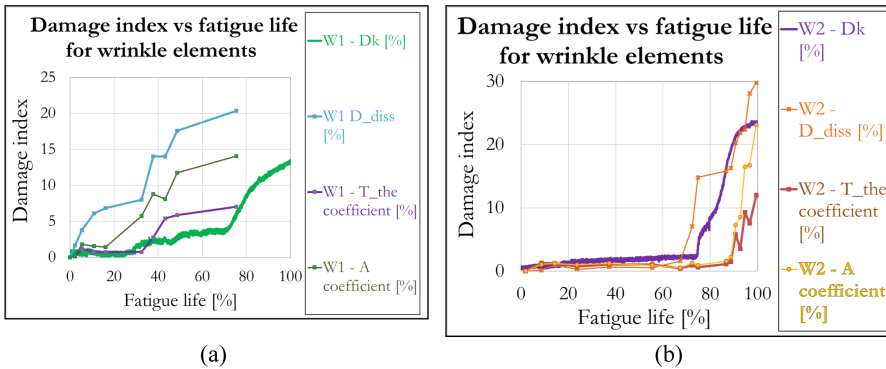 Damage index vs fatigue life
for wrinkle elements
Damage index
25
20
15
10
5
0
0
20
40
60
80
100
Fatigue life [%]
W1 - Dk [%]
W1 D_diss
[%]
W1 - T_the
coefficient [%]
W1 - A
coefficient [%]
(a)
Damage index vs fatigue life
for wrinkle elements
Damage index
30
20
10
0
0
20
40
60
80
100
Fatigue life [%]
W2 - Dk
[%]
W2 -
D_diss [%]
W2 - T_the
coefficient
[%]
W2 - A
coefficient
[%]
(b)